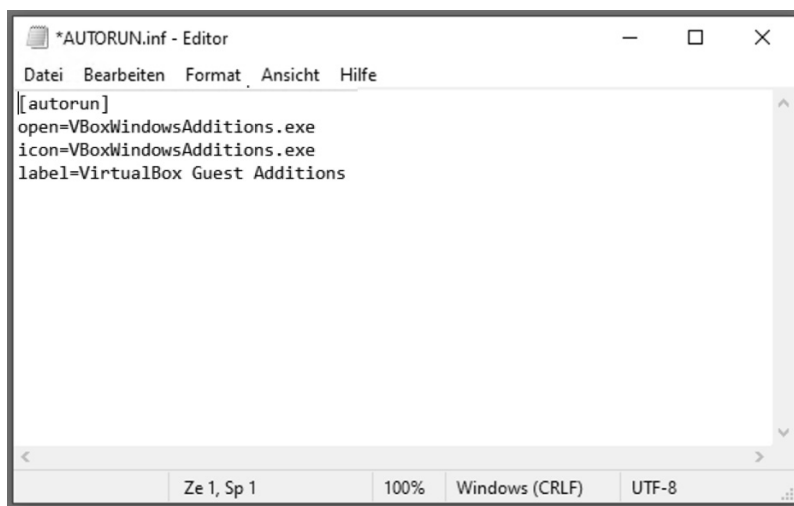 *AUTORUN.inf - Editor
Datei Bearbeiten Format Ansicht Hilfe
[autorun]
open=VBoxWindowsAdditions.exe
icon=VBoxWindowsAdditions.exe
label=VirtualBox Guest Additions
Ze 1, Sp 1 100% Windows (CRLF) UTF-8